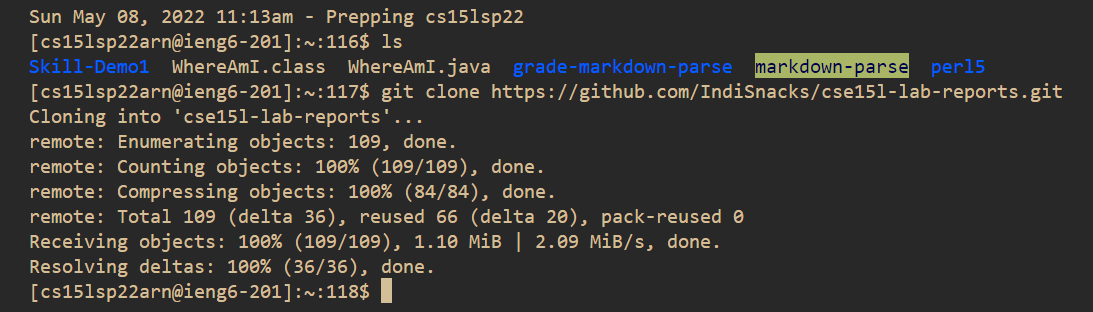 Sun May 08, 2022 11:13am - Prepping cs15lsp22
[cs15lsp22arn@ieng6-201]:~:116$ ls
Skill-Demo1  WhereAmI.class  WhereAmI.java  grade-markdown-parse  markdown-parse  perl5
[cs15lsp22arn@ieng6-201]:~:117$ git clone https://github.com/IndiSnacks/cse15l-lab-reports.git
Cloning into 'cse15l-lab-reports'...
remote: Enumerating objects: 109, done.
remote: Counting objects: 100% (109/109), done.
remote: Compressing objects: 100% (84/84), done.
remote: Total 109 (delta 36), reused 66 (delta 20), pack-reused 0
Receiving objects: 100% (109/109), 1.10 MiB | 2.09 MiB/s, done.
Resolving deltas: 100% (36/36), done.
[cs15lsp22arn@ieng6-201]:~:118$